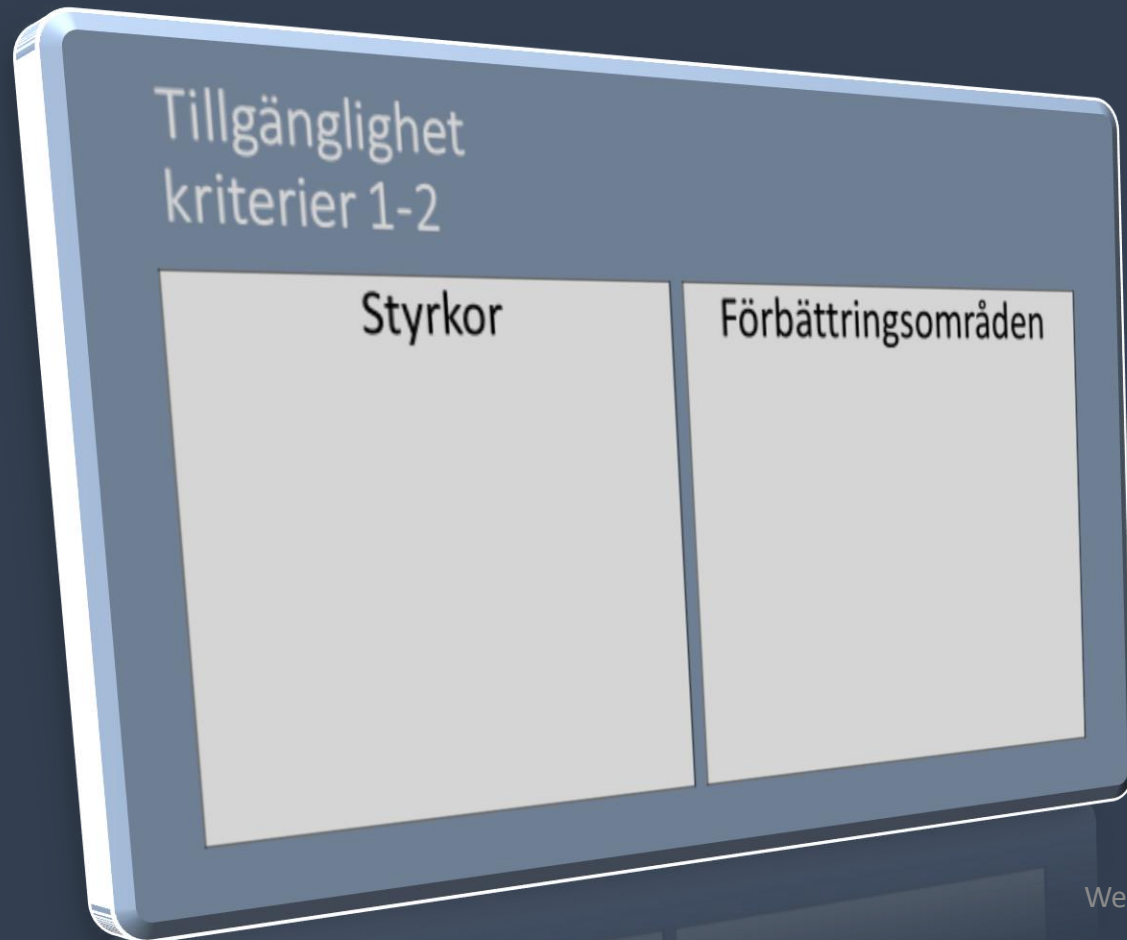 Tillgänglighet
kriterier 1-2
Styrkor
Förbättringsområden
We